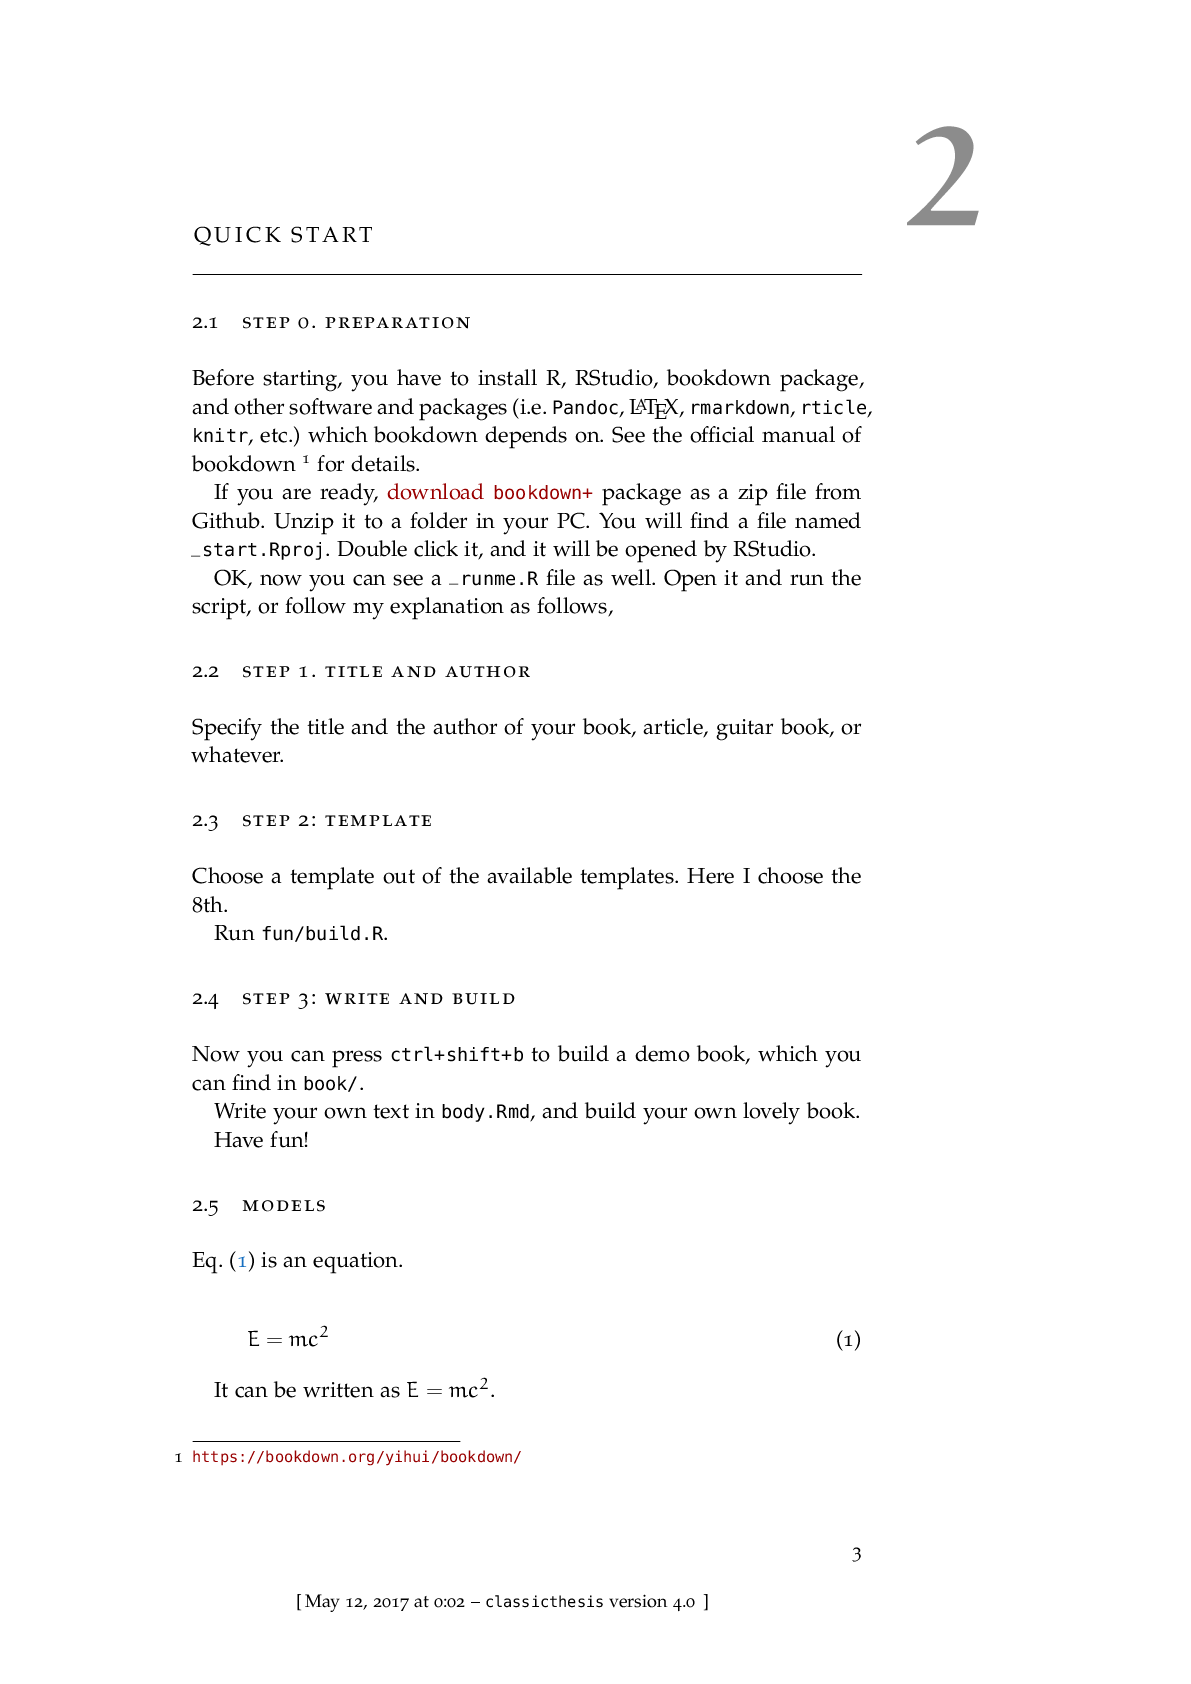 2
QUICK START
2.1 STEP 0. PREPARATION
Before starting, you have to install R, RStudio, bookdown package,
and other software and packages (i.e. Pandoc, LATEX, rmarkdown, rticle,
knitr, etc.) which bookdown depends on. See the official manual of
bookdown ¹ for details.
If you are ready, download bookdown+ package as a zip file from
Github. Unzip it to a folder in your PC. You will find a file named
_start.Rproj. Double click it, and it will be opened by RStudio.
OK, now you can see a _runme.R file as well. Open it and run the
script, or follow my explanation as follows,
2.2 STEP 1. TITLE AND AUTHOR
Specify the title and the author of your book, article, guitar book, or
whatever.
2.3 STEP 2: TEMPLATE
Choose a template out of the available templates. Here I choose the
8th.
Run fun/build.R.
2.4 STEP 3: WRITE AND BUILD
Now you can press ctrl+shift+b to build a demo book, which you
can find in book/.
Write your own text in body.Rmd, and build your own lovely book.
Have fun!
2.5 MODELS
Eq. (1) is an equation.
E = mc² (1)
It can be written as E = mc².
1 https://bookdown.org/yihui/bookdown/
3
[ May 12, 2017 at 0:02 – classicthesis version 4.0 ]